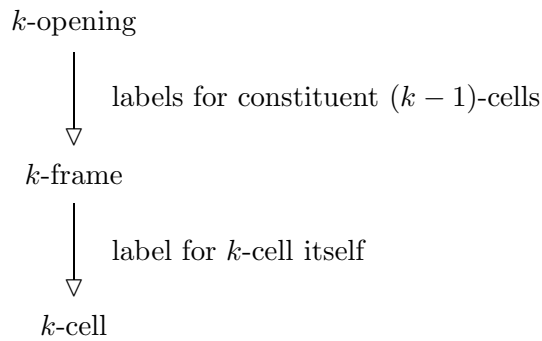 k-opening
labels for constituent (k − 1)-cells
k-frame
label for k-cell itself
k-cell